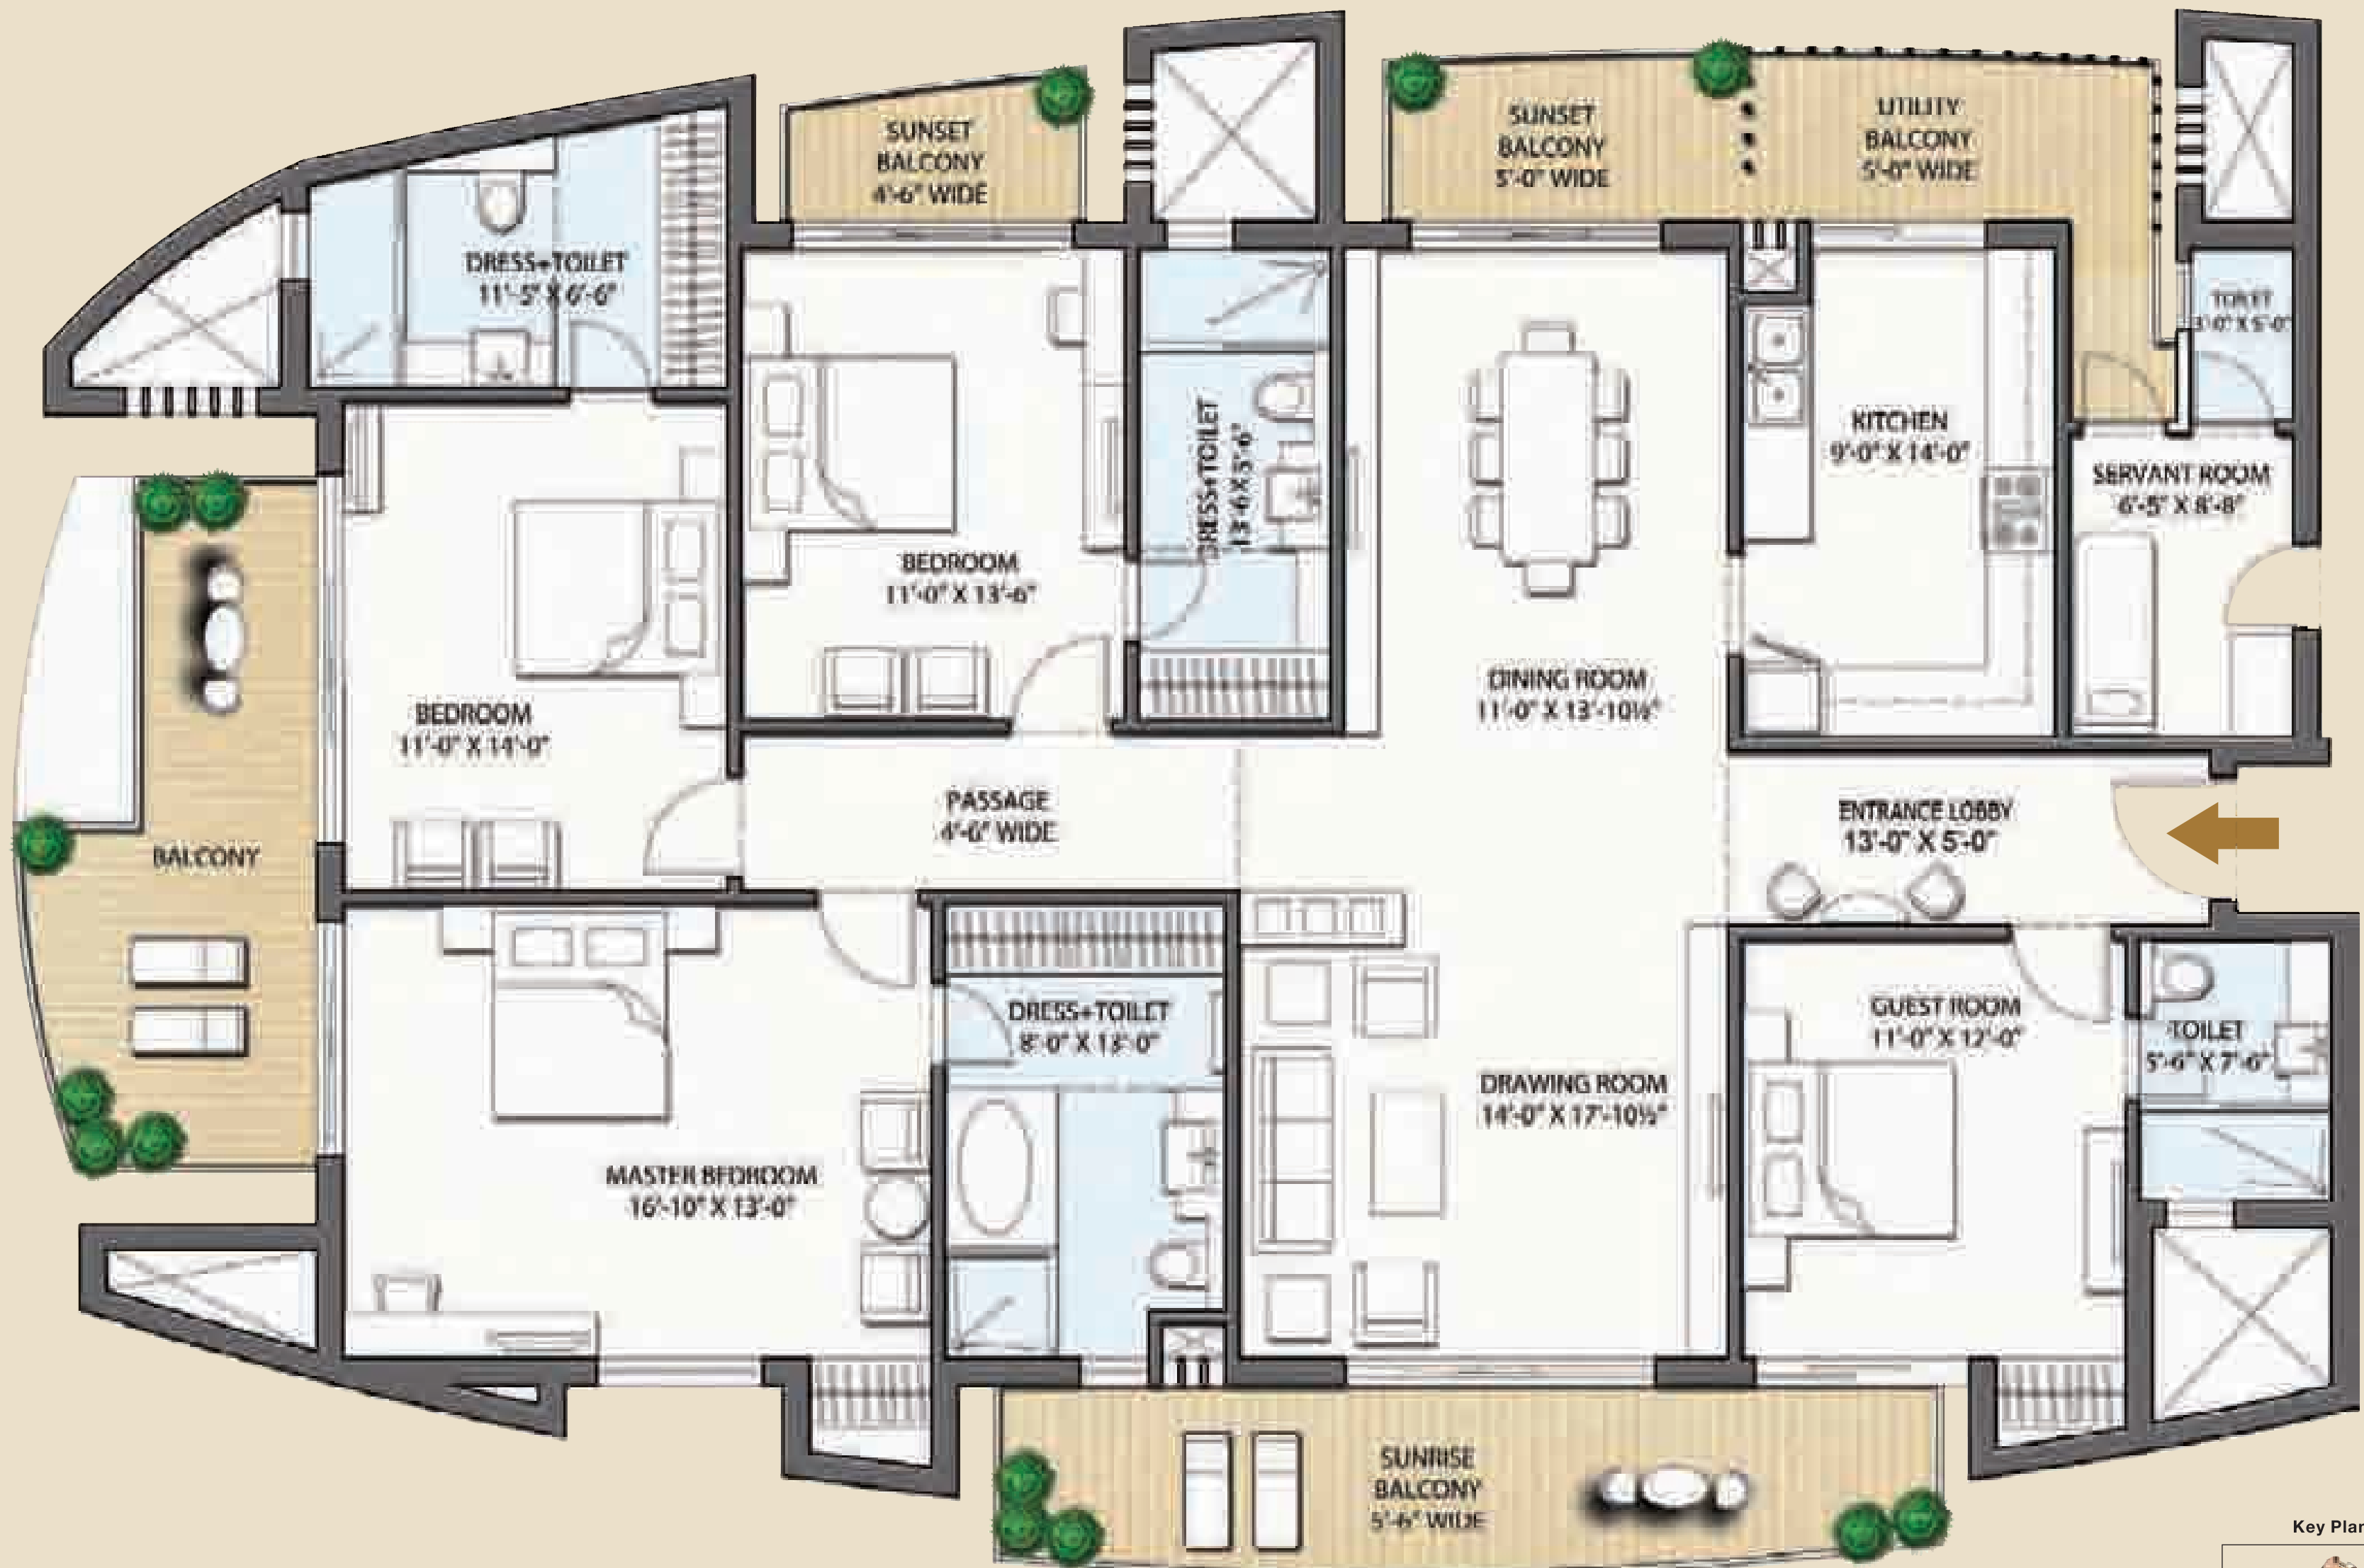 SUNSET
BALCONY
4'-6" WIDE
SUNSET
BALCONY
5'-0" WIDE
UTILITY
BALCONY
5'-0" WIDE
DRESS+TOILET
11'-5" X 6'-6"
TOILET
3'-0" X 5'-0"
DRESS+TOILET
13'-6 X 5'-6"
KITCHEN
9'-0" X 14'-0"
SERVANT ROOM
6'-5" X 8'-8"
BEDROOM
11'-0" X 13'-6"
BEDROOM
11'-0" X 14'-0"
DINING ROOM
11'-0" X 13'-10½"
PASSAGE
4'-6" WIDE
ENTRANCE LOBBY
13'-0" X 5'-0"
BALCONY
DRESS+TOILET
8'-0" X 13'-0"
GUEST ROOM
11'-0" X 12'-0"
TOILET
5'-6" X 7'-6"
DRAWING ROOM
14'-0" X 17'-10½"
MASTER BEDROOM
16'-10" X 13'-0"
SUNRISE
BALCONY
5'-6" WIDE
Key Plan